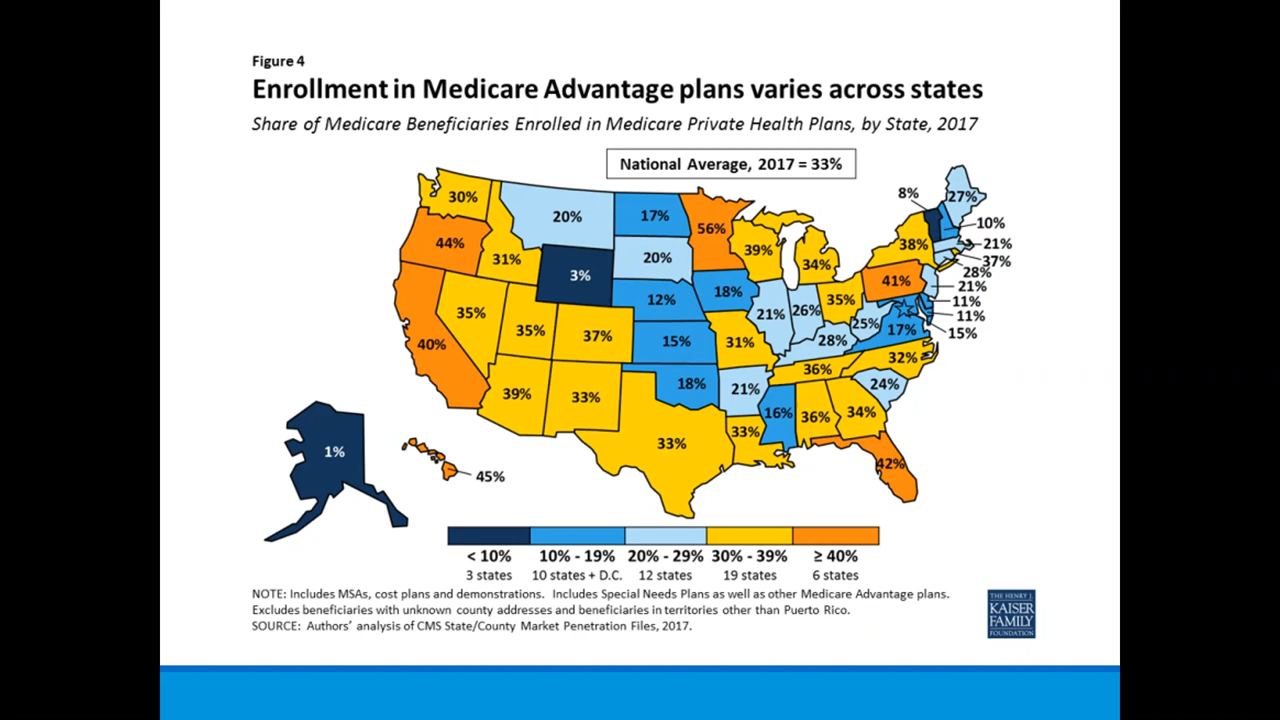 Figure 4
Enrollment in Medicare Advantage plans varies across states
Share of Medicare Beneficiaries Enrolled in Medicare Private Health Plans, by State, 2017
National Average, 2017 = 33%
30%
20%
17%
56%
8%
27%
10%
44%
31%
3%
20%
39%
34%
38%
21%
37%
28%
41%
21%
35%
35%
37%
12%
18%
21%
26%
35%
25%
17%
11%
11%
15%
40%
15%
31%
28%
32%
36%
39%
33%
18%
21%
24%
16%
36%
34%
33%
33%
42%
1%
45%
< 10%
10% - 19%
20% - 29%
30% - 39%
≥ 40%
3 states
10 states + D.C.
12 states
19 states
6 states
NOTE: Includes MSAs, cost plans and demonstrations. Includes Special Needs Plans as well as other Medicare Advantage plans.
Excludes beneficiaries with unknown county addresses and beneficiaries in territories other than Puerto Rico.
SOURCE: Authors’ analysis of CMS State/County Market Penetration Files, 2017.
THE HENRY J.
KAISER
FAMILY
FOUNDATION